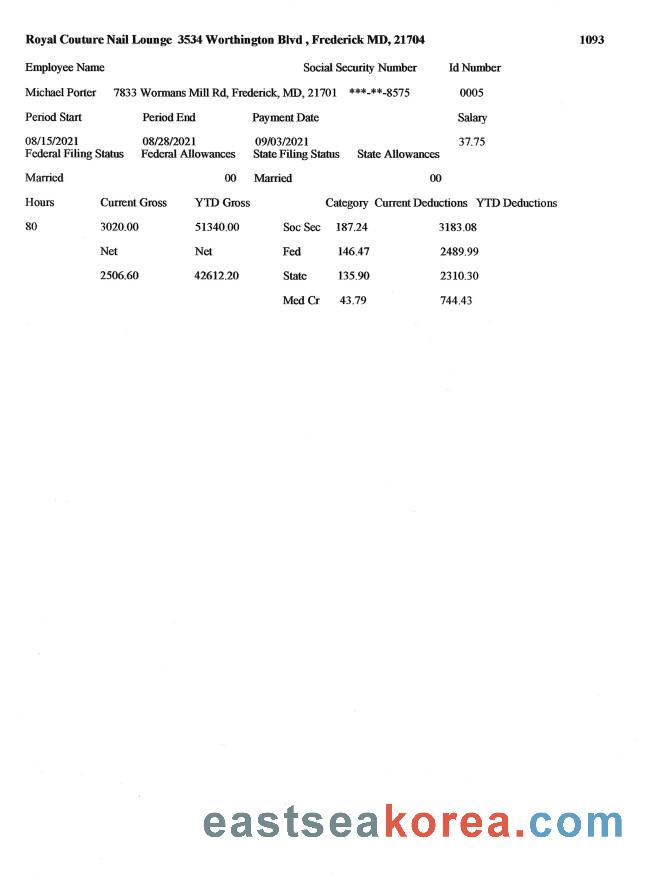 Royal Couture Nail Lounge 3534 Worthington Blvd , Frederick MD, 21704 1093
Employee Name Social Security Number Id Number
Michael Porter 7833 Wormans Mill Rd, Frederick, MD, 21701 ***-**-8575 0005
Period Start Period End Payment Date Salary
08/15/2021 08/28/2021 09/03/2021 37.75
Federal Filing Status Federal Allowances State Filing Status State Allowances
Married 00 Married 00
Hours Current Gross YTD Gross Category Current Deductions YTD Deductions
80 3020.00 51340.00 Soc Sec 187.24 3183.08
Net Net Fed 146.47 2489.99
2506.60 42612.20 State 135.90 2310.30
Med Cr 43.79 744.43
eastseakorea.com